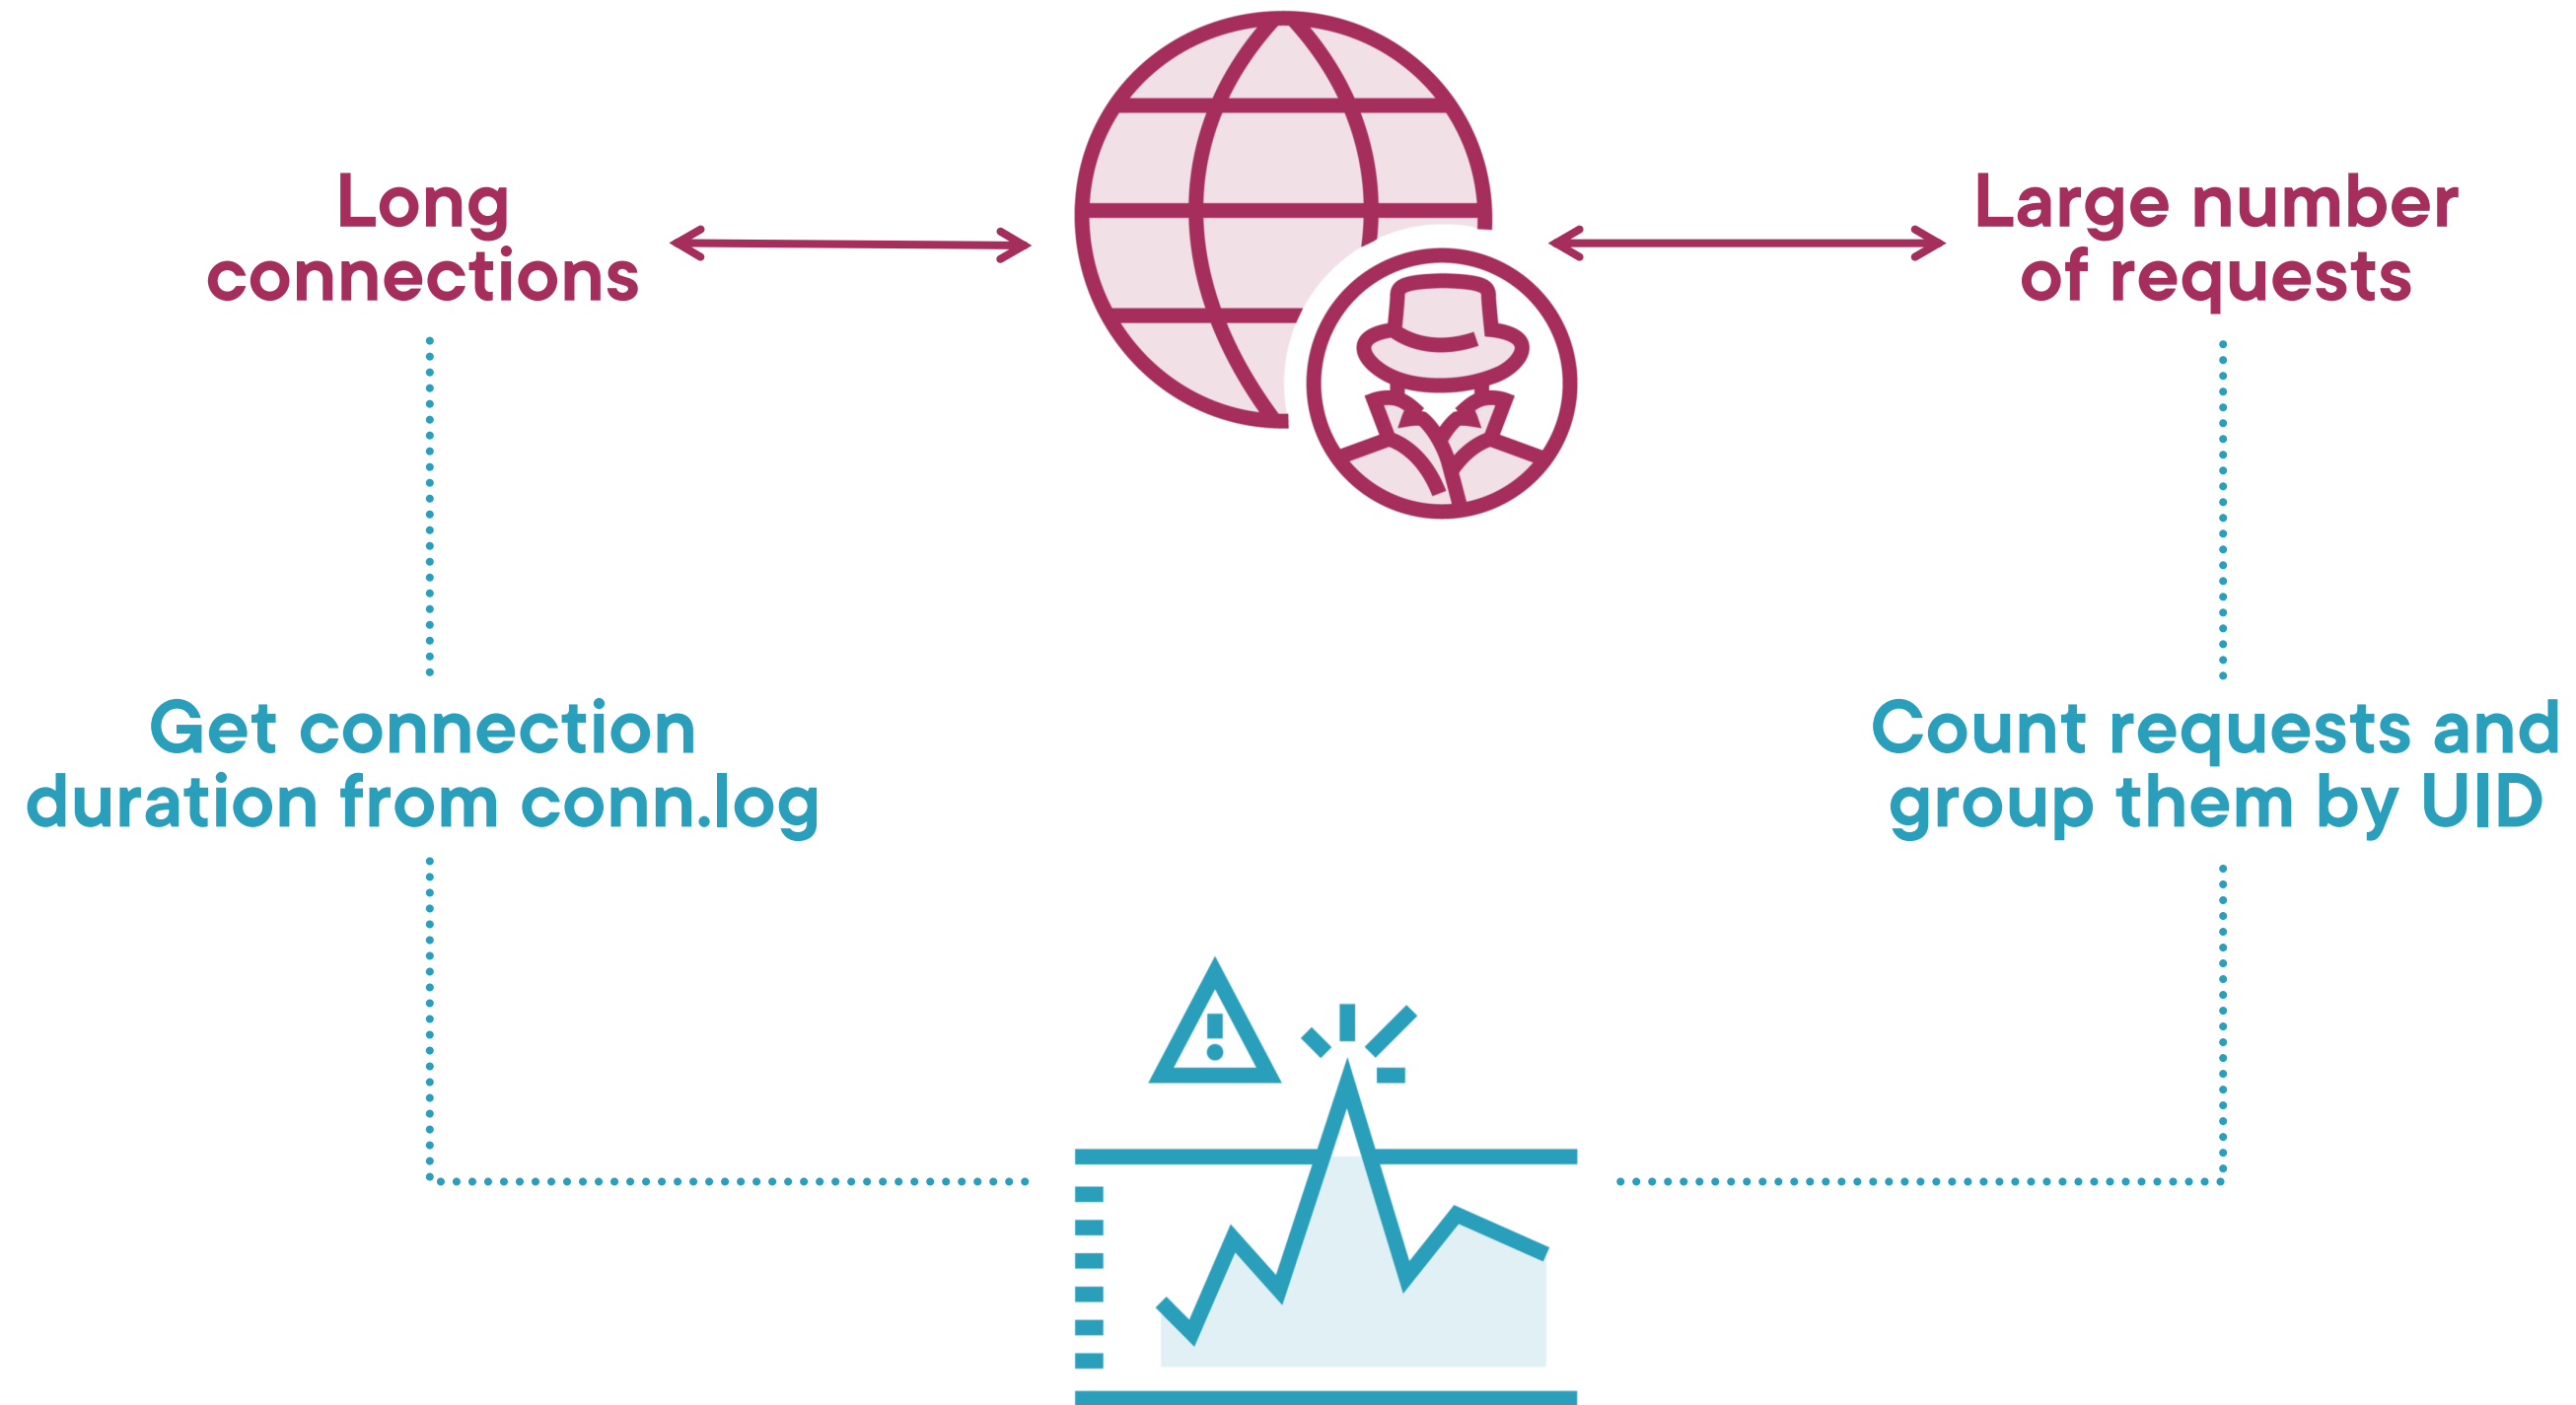 Long
connections
Large number
of requests
Get connection
duration from conn.log
Count requests and
group them by UID